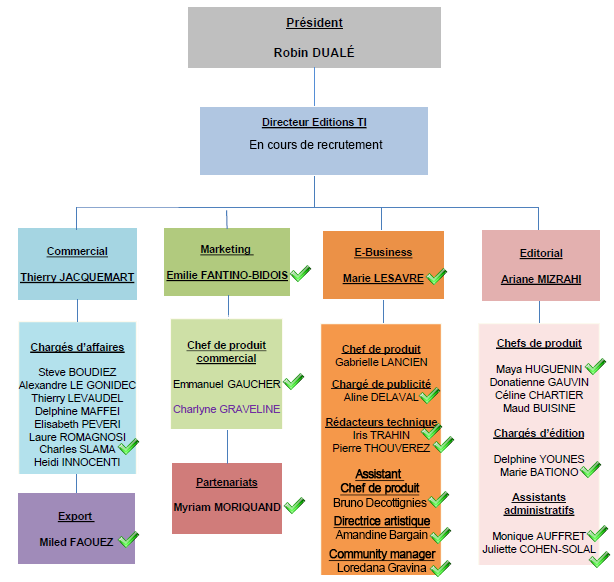 Président
Robin DUALÉ
Directeur Editions TI
En cours de recrutement
Commercial
Thierry JACQUEMART
Marketing
Emilie FANTINO-BIDOIS
E-Business
Marie LESAVRE
Editorial
Ariane MIZRAHI
Chargés d'affaires
Steve BOUDIEZ
Alexandre LE GONIDEC
Thierry LEVAUDEL
Delphine MAFFEI
Elisabeth PEVERI
Laure ROMAGNOSI
Charles SLAMA
Heidi INNOCENTI
Export
Miled FAOUEZ
Chef de produit
commercial
Emmanuel GAUCHER
Charlyne GRAVELINE
Partenariats
Myriam MORIQUAND
Chef de produit
Gabrielle LANCIEN
Chargé de publicité
Aline DELAVAL
Rédacteurs technique
Iris TRAHIN
Pierre THOUVEREZ
Assistant
Chef de produit
Bruno Decottignies
Directrice artistique
Amandine Bargain
Community manager
Loredana Gravina
Chefs de produit
Maya HUGUENIN
Donatienne GAUVIN
Céline CHARTIER
Maud BUISINE
Chargés d'édition
Delphine YOUNES
Marie BATIONO
Assistants
administratifs
Monique AUFFRET
Juliette COHEN-SOLAL